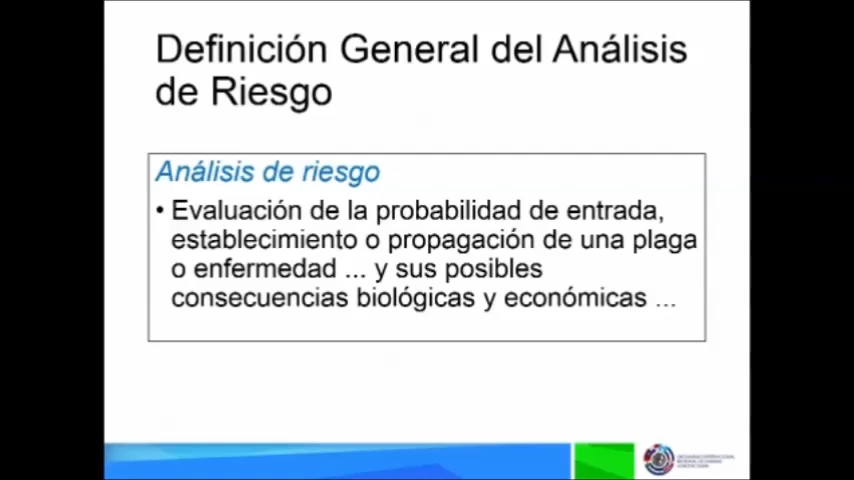 Definición General del Análisis
de Riesgo
Análisis de riesgo
• Evaluación de la probabilidad de entrada,
establecimiento o propagación de una plaga
o enfermedad ... y sus posibles
consecuencias biológicas y económicas ...